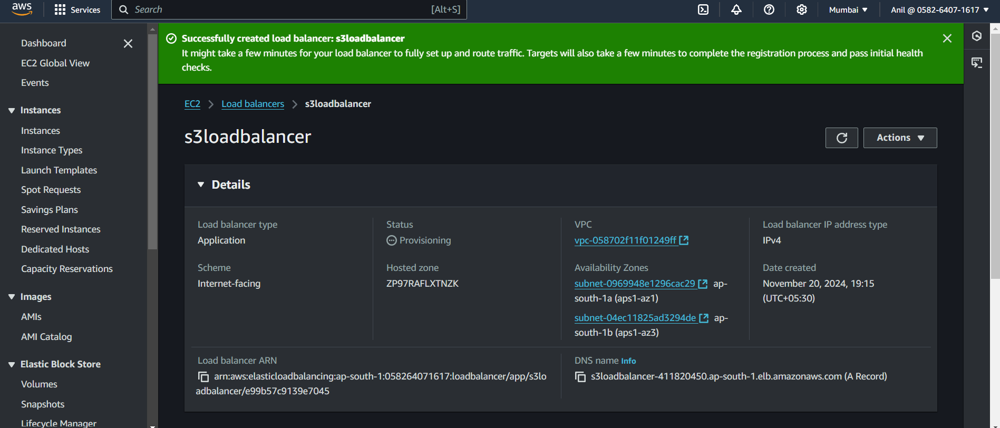 aws
Services
Search
[Alt+S]
Mumbai
Anil @ 0582-6407-1617
Dashboard
EC2 Global View
Events
Instances
Instances
Instance Types
Launch Templates
Spot Requests
Savings Plans
Reserved Instances
Dedicated Hosts
Capacity Reservations
Images
AMIs
AMI Catalog
Elastic Block Store
Volumes
Snapshots
Lifecycle Manager
Successfully created load balancer: s3loadbalancer
It might take a few minutes for your load balancer to fully set up and route traffic. Targets will also take a few minutes to complete the registration process and pass initial health
checks.
EC2 > Load balancers > s3loadbalancer
s3loadbalancer
Actions
Details
Load balancer type
Application
Status
Provisioning
VPC
vpc-058702f11f01249ff
Load balancer IP address type
IPv4
Scheme
Internet-facing
Hosted zone
ZP97RAFLXTNZK
Availability Zones
subnet-0969948e1296cac29 ap-
south-1a (aps1-az1)
subnet-04ec11825ad3294de ap-
south-1b (aps1-az3)
Date created
November 20, 2024, 19:15
(UTC+05:30)
Load balancer ARN
arn:aws:elasticloadbalancing:ap-south-1:058264071617:loadbalancer/app/s3lo
adbalancer/e99b57c9139e7045
DNS name Info
s3loadbalancer-411820450.ap-south-1.elb.amazonaws.com (A Record)